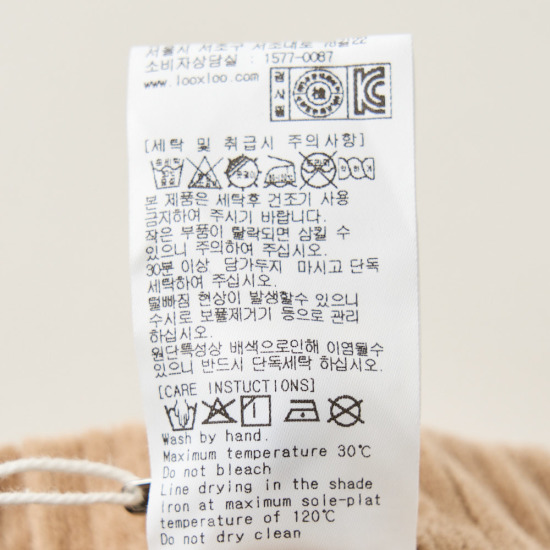 서울시 서초구 서초대로
소비자상담실 : 1577-0087
www.looxloo.com
검사필
KC
[세탁 및 취급시 주의사항]
약하게
본 제품은 세탁후 건조기 사용
금지하여 주시기 바랍니다.
작은 부품이 탈락되면 삼킬 수
있으니 주의하여 주십시오.
30분 이상 담가두지 마시고 단독
세탁하여 주십시오.
털빠짐 현상이 발생할수 있으니
수시로 보풀제거기 등으로 관리
하십시오.
원단특성상 배색으로인해 이염될수
있으니 반드시 단독세탁 하십시오.
[CARE INSTUCTIONS]
Wash by hand.
Maximum temperature 30℃
Do not bleach
Line drying in the shade
Iron at maximum sole-plat
temperature of 120℃
Do not dry clean